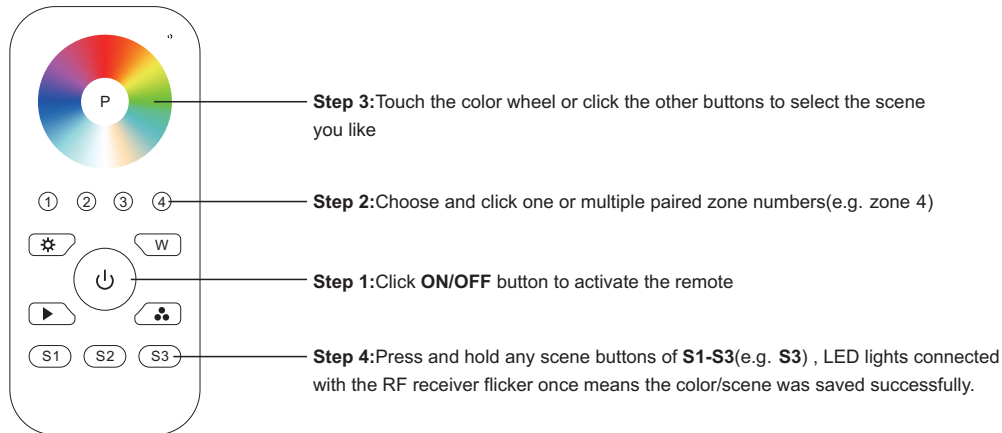 P
Step 3:Touch the color wheel or click the other buttons to select the scene
you like
1 2 3 4
Step 2:Choose and click one or multiple paired zone numbers(e.g. zone 4)
W
Step 1:Click ON/OFF button to activate the remote
S1 S2 S3
Step 4:Press and hold any scene buttons of S1-S3(e.g. S3) , LED lights connected
with the RF receiver flicker once means the color/scene was saved successfully.